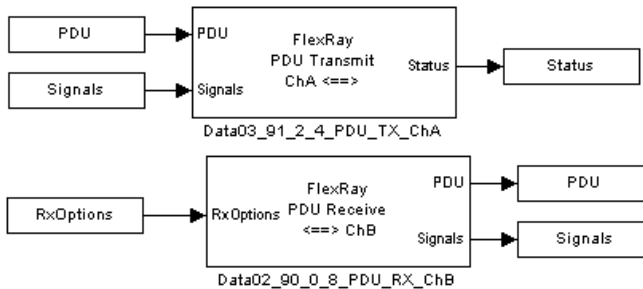 PDU
Signals
PDU
Signals
FlexRay
PDU Transmit
ChA <==>
Status
Status
Data03_91_2_4_PDU_TX_ChA
RxOptions
RxOptions
FlexRay
PDU Receive
<==> ChB
PDU
Signals
PDU
Signals
Data02_90_0_8_PDU_RX_ChB